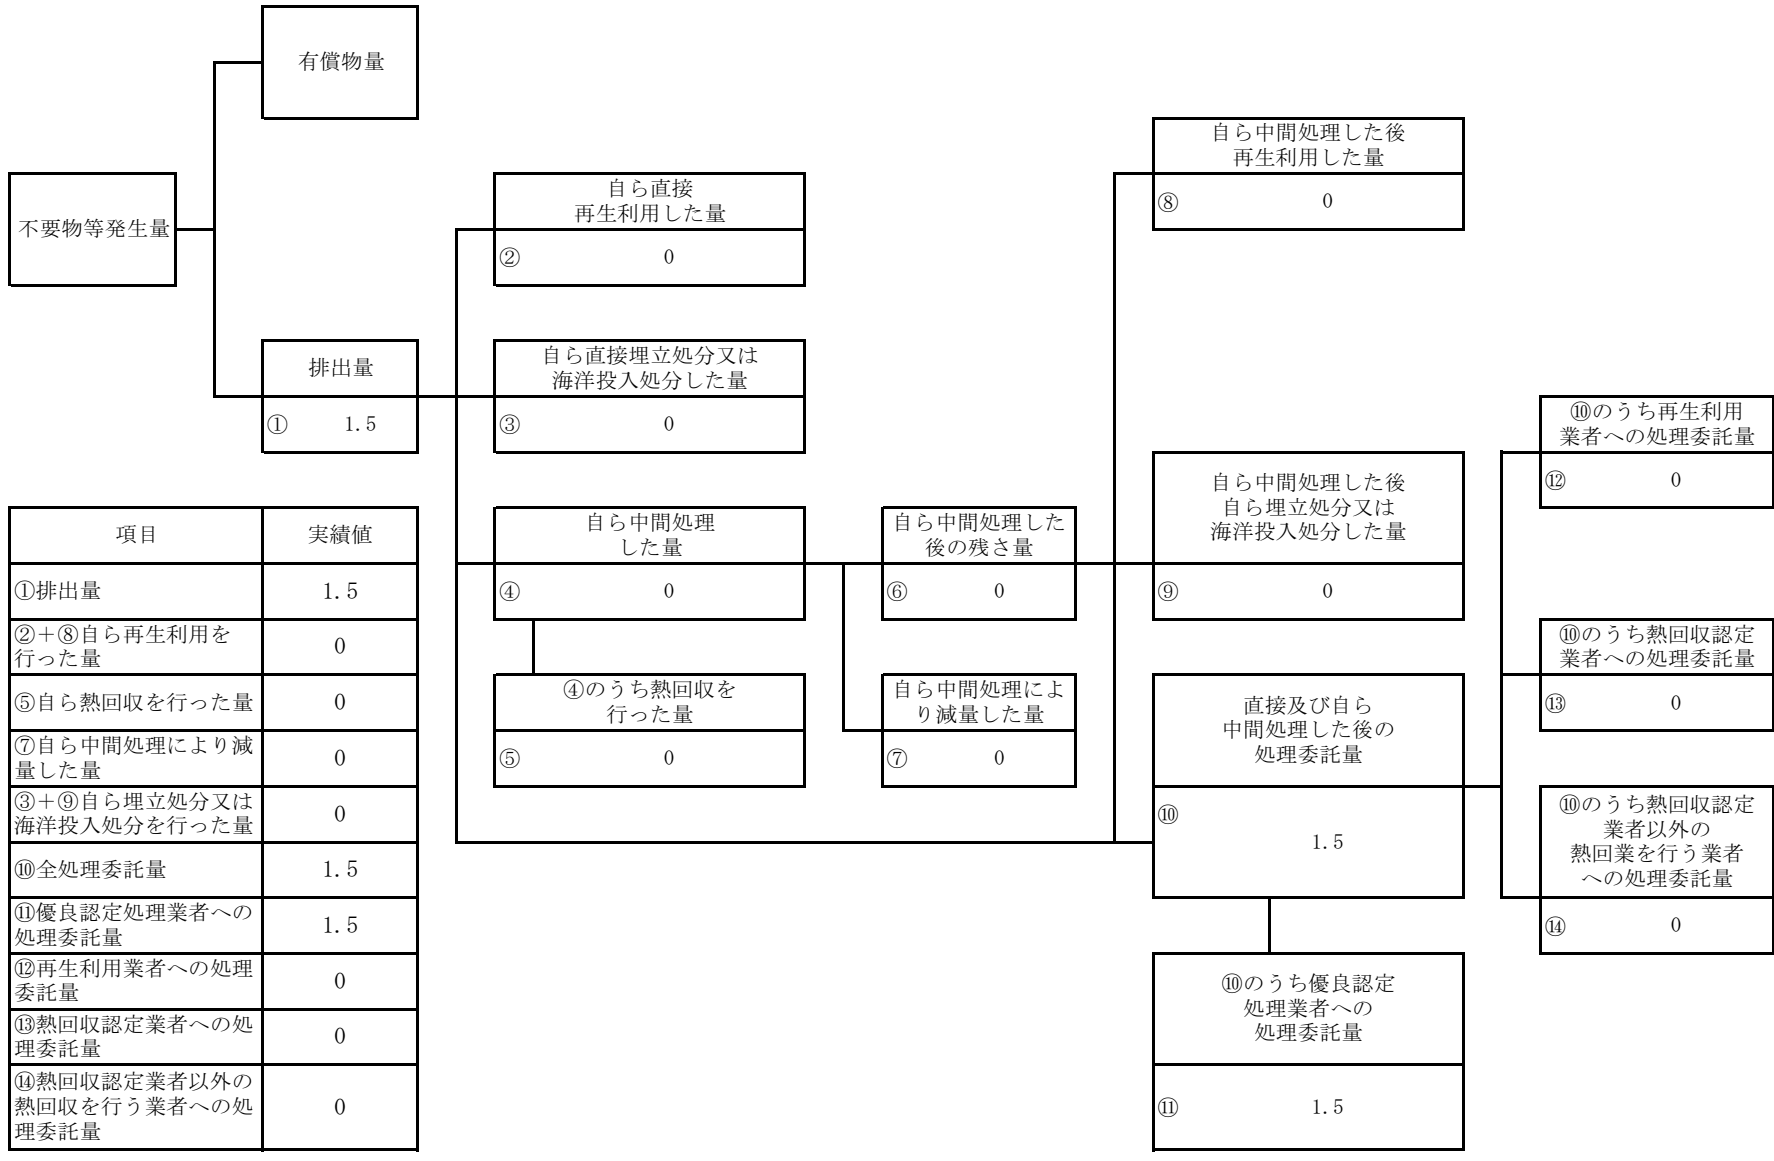 有償物量
不要物等発生量
排出量
① 1.5
自ら直接
再生利用した量
② 0
自ら直接埋立処分又は
海洋投入処分した量
③ 0
自ら中間処理
した量
④ 0
④のうち熱回収を
行った量
⑤ 0
自ら中間処理した
後の残さ量
⑥ 0
自ら中間処理によ
り減量した量
⑦ 0
自ら中間処理した後
再生利用した量
⑧ 0
自ら中間処理した後
自ら埋立処分又は
海洋投入処分した量
⑨ 0
直接及び自ら
中間処理した後の
処理委託量
⑩
1.5
⑩のうち優良認定
処理業者への
処理委託量
⑪ 1.5
⑩のうち再生利用
業者への処理委託量
⑫ 0
⑩のうち熱回収認定
業者への処理委託量
⑬ 0
⑩のうち熱回収認定
業者以外の
熱回業を行う業者
への処理委託量
⑭ 0
項目 実績値
①排出量 1.5
②+⑧自ら再生利用を
行った量 0
⑤自ら熱回収を行った量 0
⑦自ら中間処理により減
量した量 0
③+⑨自ら埋立処分又は
海洋投入処分を行った量 0
⑩全処理委託量 1.5
⑪優良認定処理業者への
処理委託量 1.5
⑫再生利用業者への処理
委託量 0
⑬熱回収認定業者への処
理委託量 0
⑭熱回収認定業者以外の
熱回収を行う業者への処
理委託量 0